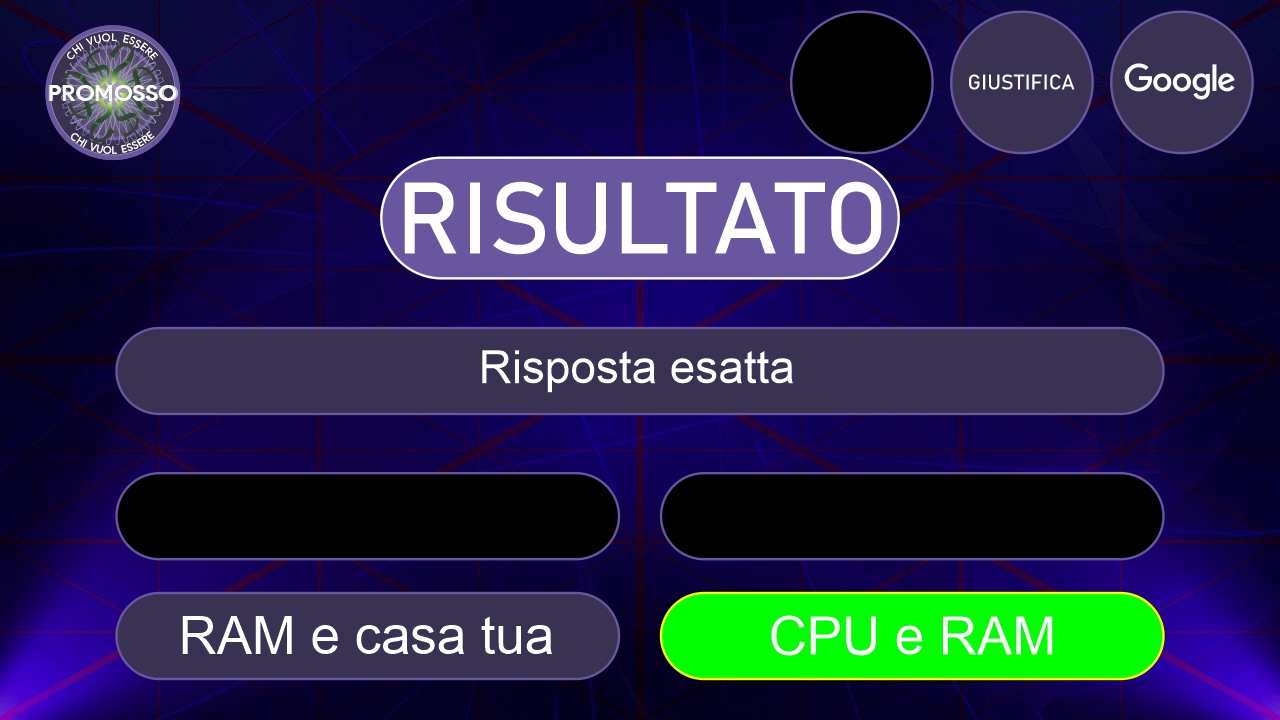 CHI VUOL ESSERE
PROMOSSO
CHI VUOL ESSERE
GIUSTIFICA
Google
RISULTATO
Risposta esatta
RAM e casa tua
CPU e RAM